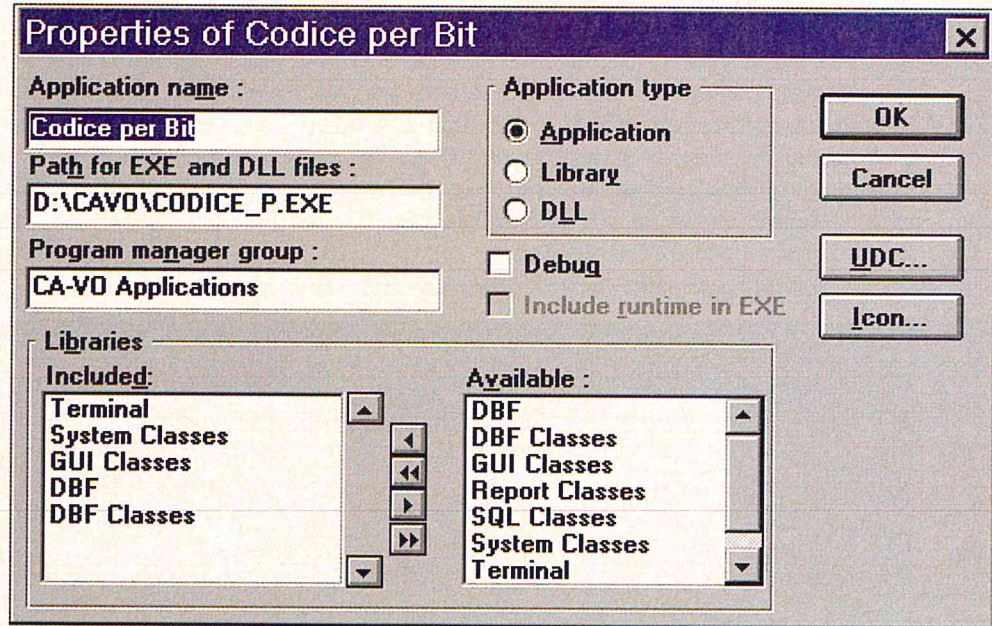 Properties of Codice per Bit
Application name :
Codice per Bit
Path for EXE and DLL files :
D:\CAVO\CODICE_P.EXE
Program manager group :
CA-VO Applications
Application type
Application
Library
DLL
Debug
Include runtime in EXE
OK
Cancel
UDC...
Icon...
Libraries
Included:
Terminal
System Classes
GUI Classes
DBF
DBF Classes
Available :
DBF
DBF Classes
GUI Classes
Report Classes
SQL Classes
System Classes
Terminal